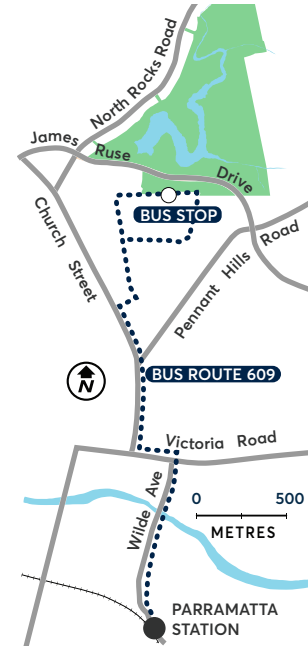 North Rocks Road
James Ruse Drive
BUS STOP
Church Street
Pennant Hills Road
N
BUS ROUTE 609
Victoria Road
Wilde Ave
0 500
METRES
PARRAMATTA
STATION